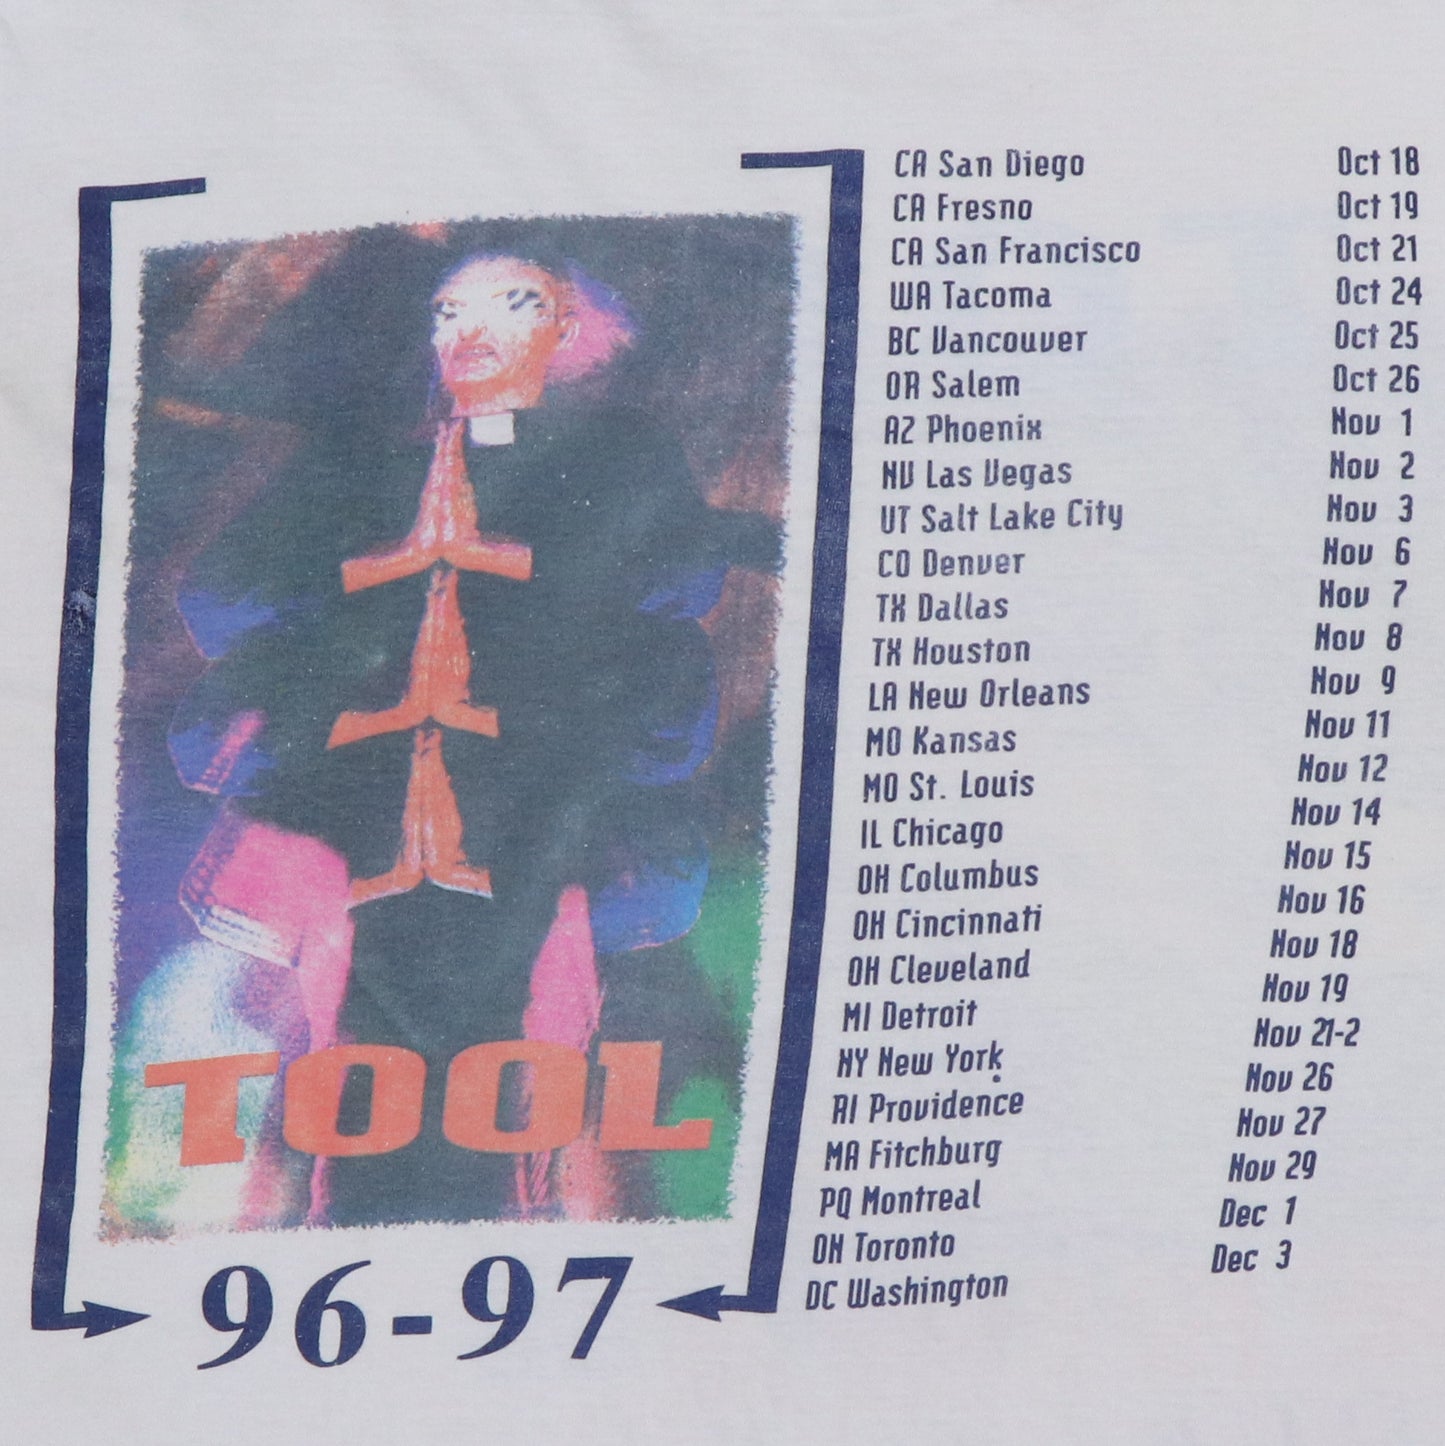 TOOL
96-97
CA San Diego Oct 18
CA Fresno Oct 19
CA San Francisco Oct 21
WA Tacoma Oct 24
BC Vancouver Oct 25
OR Salem Oct 26
AZ Phoenix Nov 1
NV Las Vegas Nov 2
UT Salt Lake City Nov 3
CO Denver Nov 6
TX Dallas Nov 7
TX Houston Nov 8
LA New Orleans Nov 9
MO Kansas Nov 11
MO St. Louis Nov 12
IL Chicago Nov 14
OH Columbus Nov 15
OH Cincinnati Nov 16
OH Cleveland Nov 18
MI Detroit Nov 19
NY New York Nov 21-2
RI Providence Nov 26
MA Fitchburg Nov 27
PQ Montreal Nov 29
ON Toronto Dec 1
DC Washington Dec 3